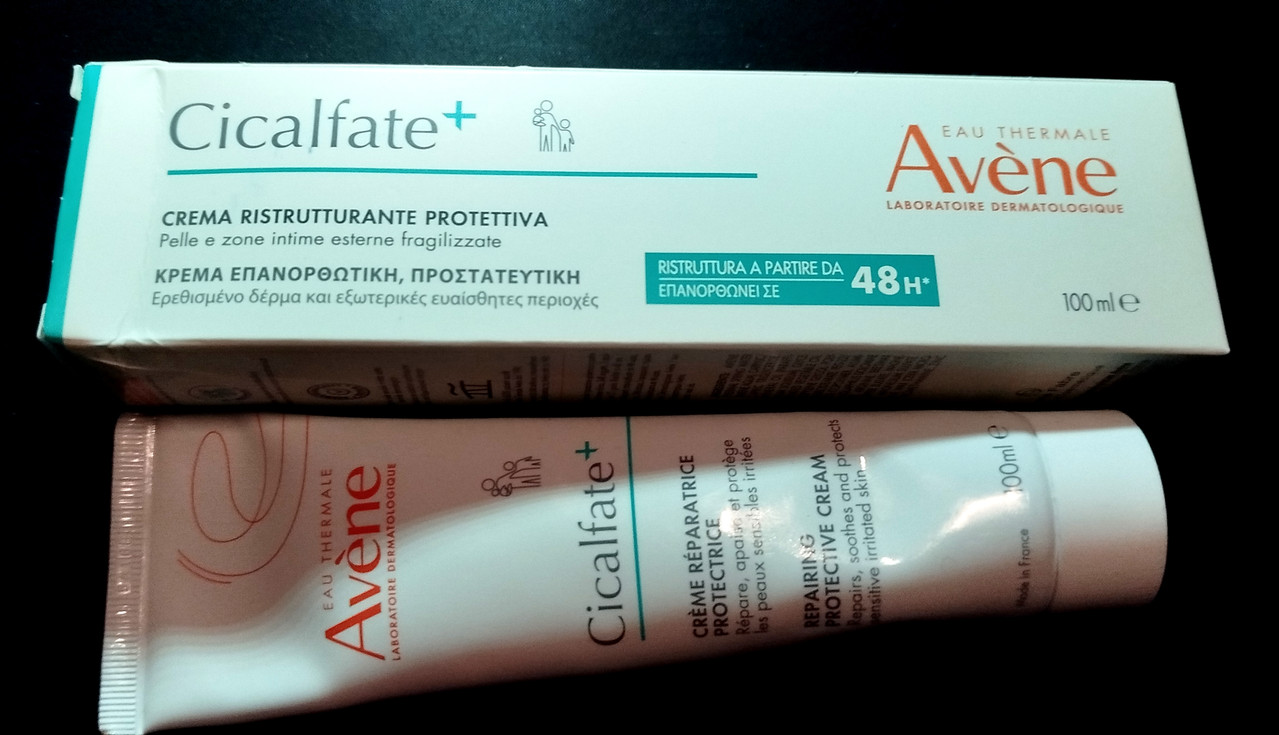 Cicalfate+
EAU THERMALE
Avène
LABORATOIRE DERMATOLOGIQUE
CREMA RISTRUTTURANTE PROTETTIVA
Pelle e zone intime esterne fragilizzate
ΚΡΕΜΑ ΕΠΑΝΟΡΘΩΤΙΚΗ, ΠΡΟΣΤΑΤΕΥΤΙΚΗ
Ερεθισμένο δέρμα και εξωτερικές ευαίσθητες περιοχές
RISTRUTTURA A PARTIRE DA
ΕΠΑΝΟΡΘΩΝΕΙ ΣΕ
48H*
100 ml e
EAU THERMALE
Avène
LABORATOIRE DERMATOLOGIQUE
Cicalfate+
CRÈME RÉPARATRICE
PROTECTRICE
Répare, apaise et protège
les peaux sensibles irritées
REPAIRING
PROTECTIVE CREAM
Repairs, soothes and protects
sensitive irritated skin
Made in France
100ml e